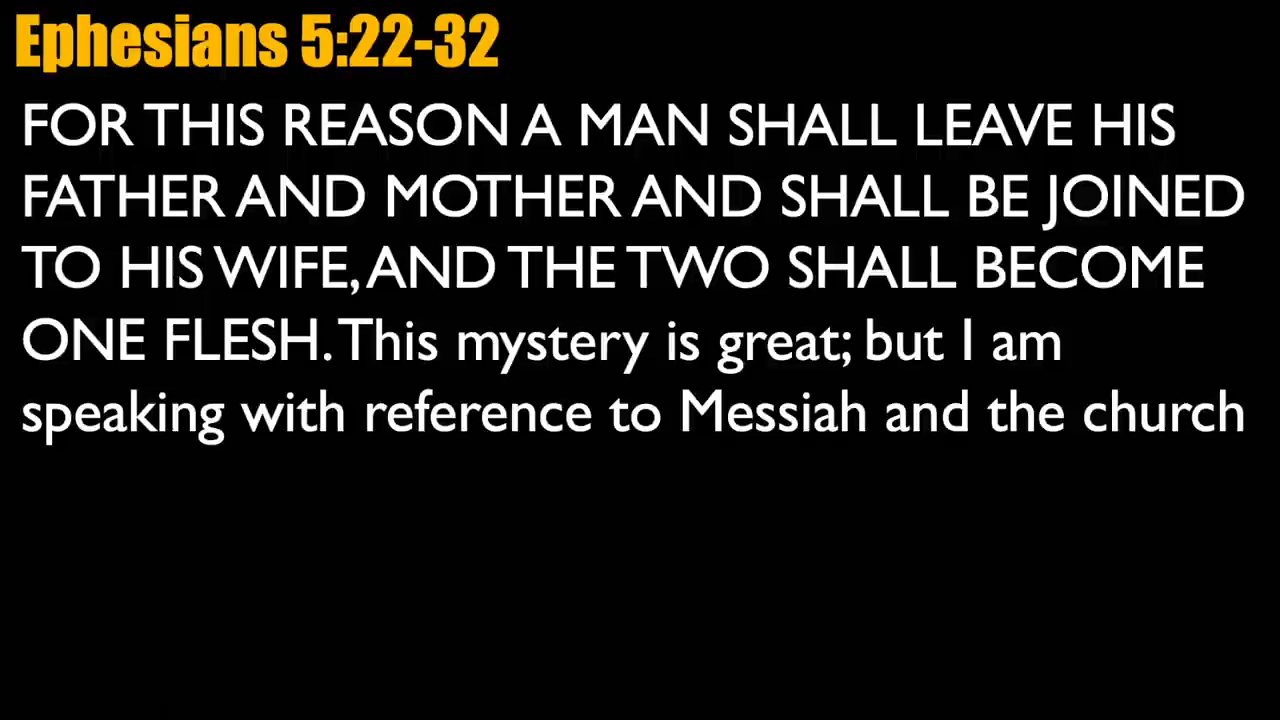 Ephesians 5:22-32
FOR THIS REASON A MAN SHALL LEAVE HIS
FATHER AND MOTHER AND SHALL BE JOINED
TO HIS WIFE, AND THE TWO SHALL BECOME
ONE FLESH. This mystery is great; but I am
speaking with reference to Messiah and the church